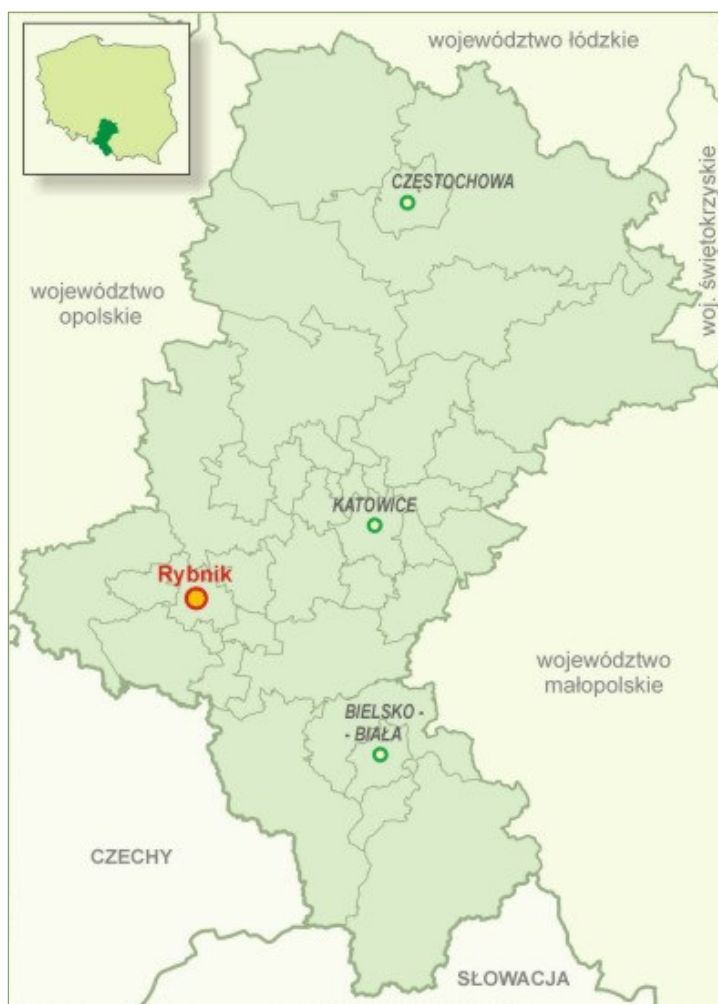 województwo łódzkie
CZĘSTOCHOWA
woj. świętokrzyskie
województwo
opolskie
KATOWICE
Rybnik
województwo
małopolskie
BIELSKO -
- BIAŁA
CZECHY
SŁOWACJA